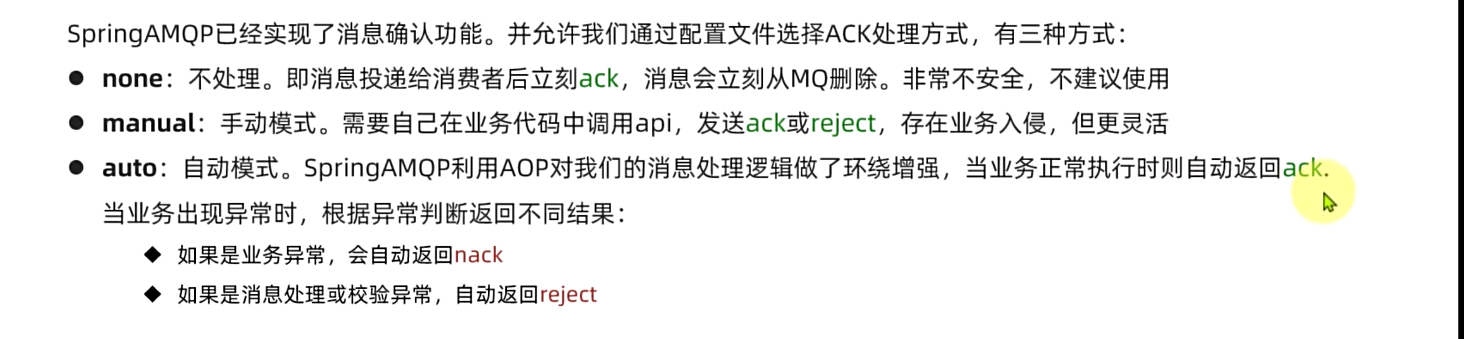 SpringAMQP已经实现了消息确认功能。并允许我们通过配置文件选择ACK处理方式，有三种方式：
● none：不处理。即消息投递给消费者后立刻ack，消息会立刻从MQ删除。非常不安全，不建议使用
● manual：手动模式。需要自己在业务代码中调用api，发送ack或reject，存在业务入侵，但更灵活
● auto：自动模式。SpringAMQP利用AOP对我们的消息处理逻辑做了环绕增强，当业务正常执行时则自动返回ack.
当业务出现异常时，根据异常判断返回不同结果：
◆ 如果是业务异常，会自动返回nack
◆ 如果是消息处理或校验异常，自动返回reject